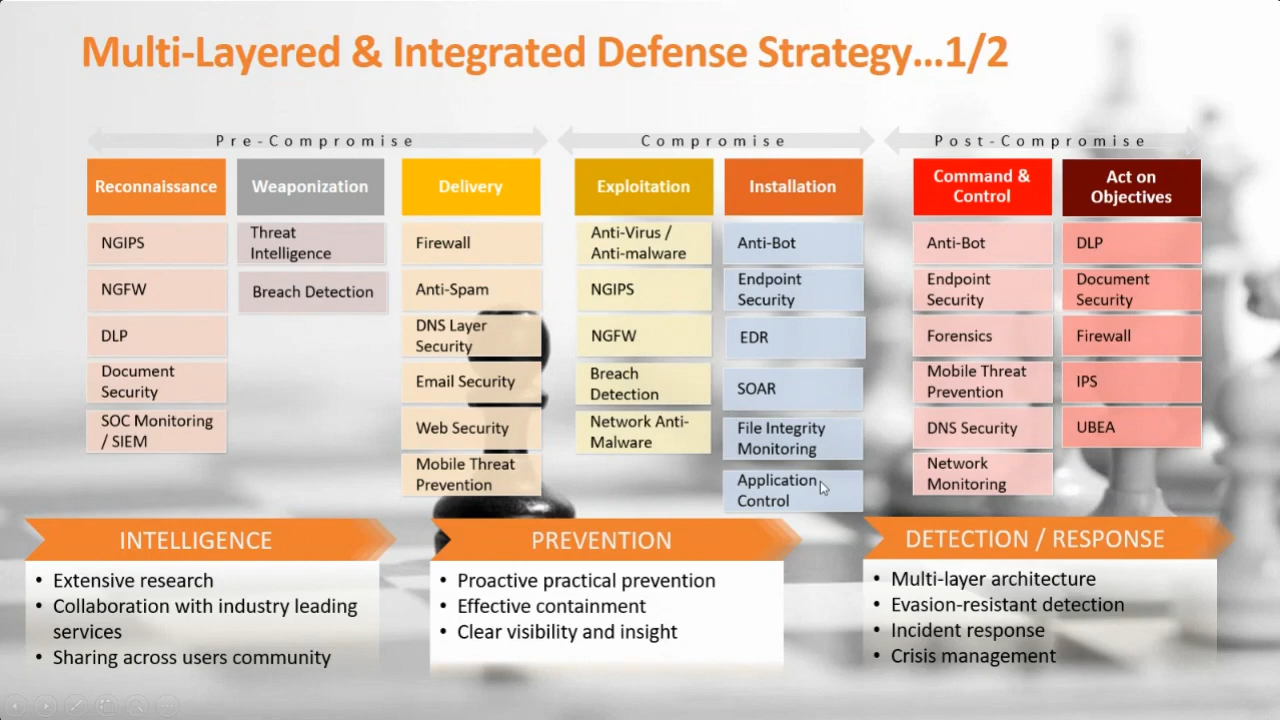 Multi-Layered & Integrated Defense Strategy...1/2
Pre-Compromise
Compromise
Post-Compromise
Reconnaissance
NGIPS
NGFW
DLP
Document
Security
SOC Monitoring
/ SIEM
Weaponization
Threat
Intelligence
Breach Detection
Delivery
Firewall
Anti-Spam
DNS Layer
Security
Email Security
Web Security
Mobile Threat
Prevention
Exploitation
Anti-Virus /
Anti-malware
NGIPS
NGFW
Breach
Detection
Network Anti-
Malware
Installation
Anti-Bot
Endpoint
Security
EDR
SOAR
File Integrity
Monitoring
Application
Control
Command &
Control
Anti-Bot
Endpoint
Security
Forensics
Mobile Threat
Prevention
DNS Security
Network
Monitoring
Act on
Objectives
DLP
Document
Security
Firewall
IPS
UBEA
INTELLIGENCE
• Extensive research
• Collaboration with industry leading
services
• Sharing across users community
PREVENTION
• Proactive practical prevention
• Effective containment
• Clear visibility and insight
DETECTION / RESPONSE
• Multi-layer architecture
• Evasion-resistant detection
• Incident response
• Crisis management